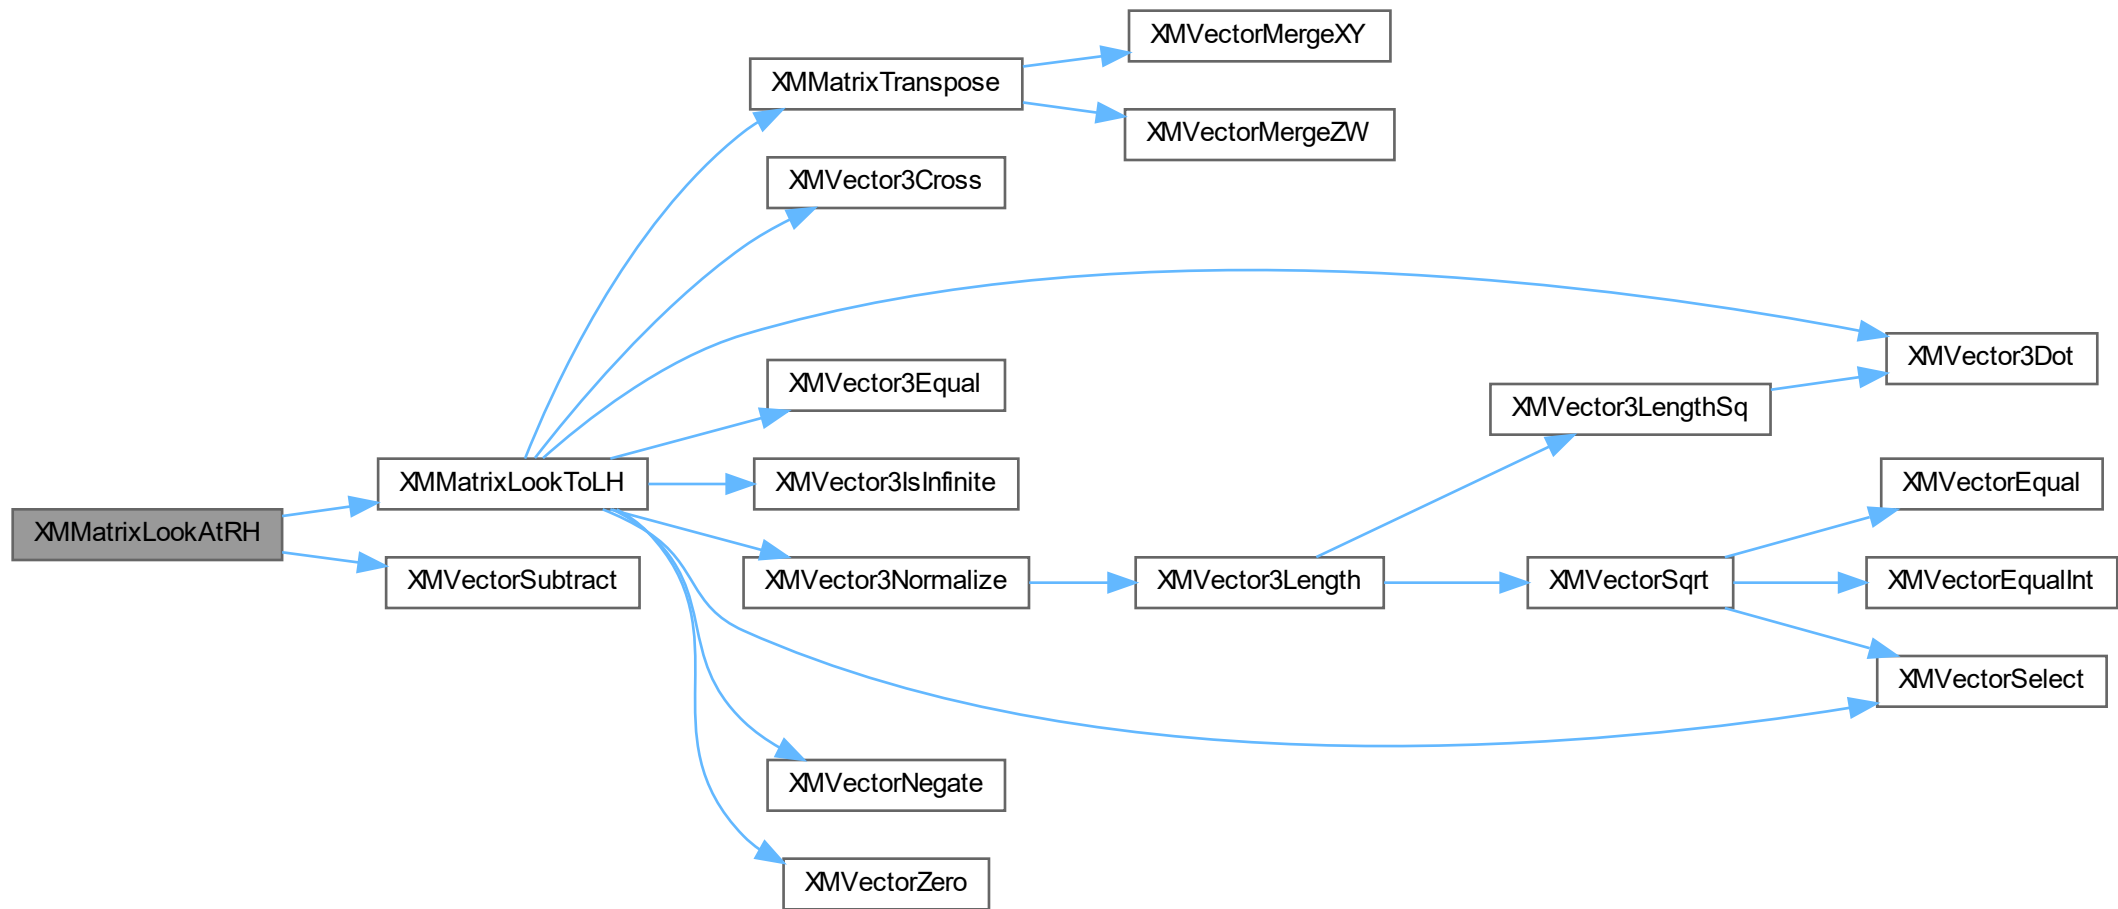 XMVectorMergeXY
XMMatrixTranspose
XMVectorMergeZW
XMVector3Cross
XMVector3Dot
XMVector3Equal
XMVector3LengthSq
XMMatrixLookToLH
XMVector3IsInfinite
XMVectorEqual
XMMatrixLookAtRH
XMVectorSubtract
XMVector3Normalize
XMVector3Length
XMVectorSqrt
XMVectorEqualInt
XMVectorSelect
XMVectorNegate
XMVectorZero